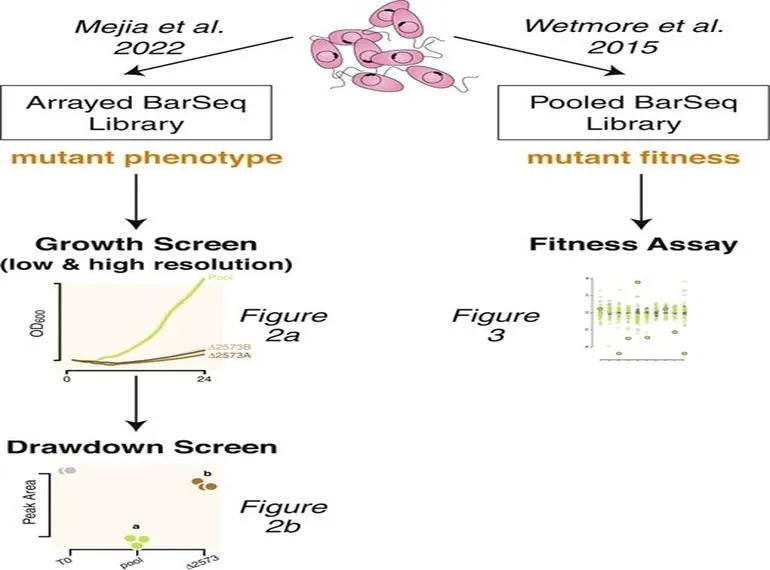 Mejia et al.
2022
Wetmore et al.
2015
Arrayed BarSeq
Library
Pooled BarSeq
Library
mutant phenotype
mutant fitness
Growth Screen
(low & high resolution)
Fitness Assay
Pool
OD600
Δ2573B
Δ2573A
0
24
Figure
2a
Figure
3
Drawdown Screen
Peak Area
a
b
T0
pool
Δ2573
Figure
2b